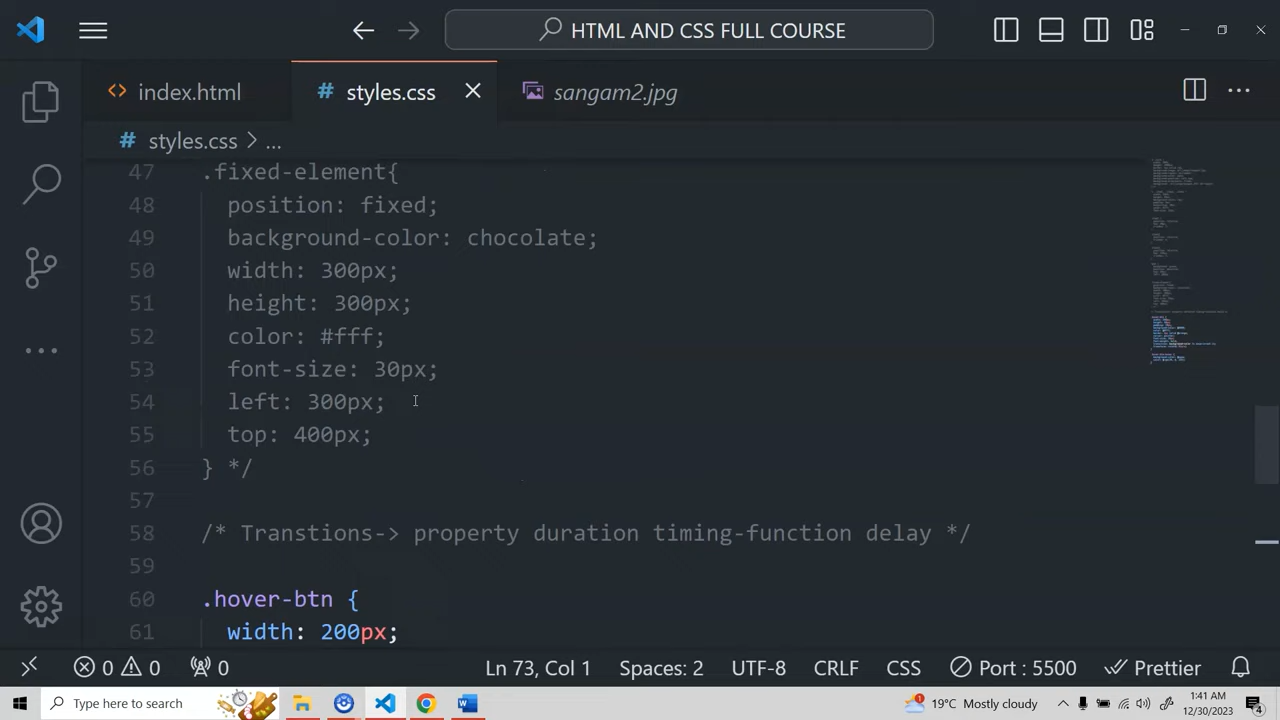 HTML AND CSS FULL COURSE
index.html
# styles.css
sangam2.jpg
# styles.css > ...
47 .fixed-element{
48 position: fixed;
49 background-color: chocolate;
50 width: 300px;
51 height: 300px;
52 color: #fff;
53 font-size: 30px;
54 left: 300px;
55 top: 400px;
56 } */
57
58 /* Transtions-> property duration timing-function delay */
59
60 .hover-btn {
61 width: 200px;
0 0 0 Ln 73, Col 1 Spaces: 2 UTF-8 CRLF CSS Port : 5500 Prettier
Type here to search 19°C Mostly cloudy 1:41 AM
12/30/2023 4